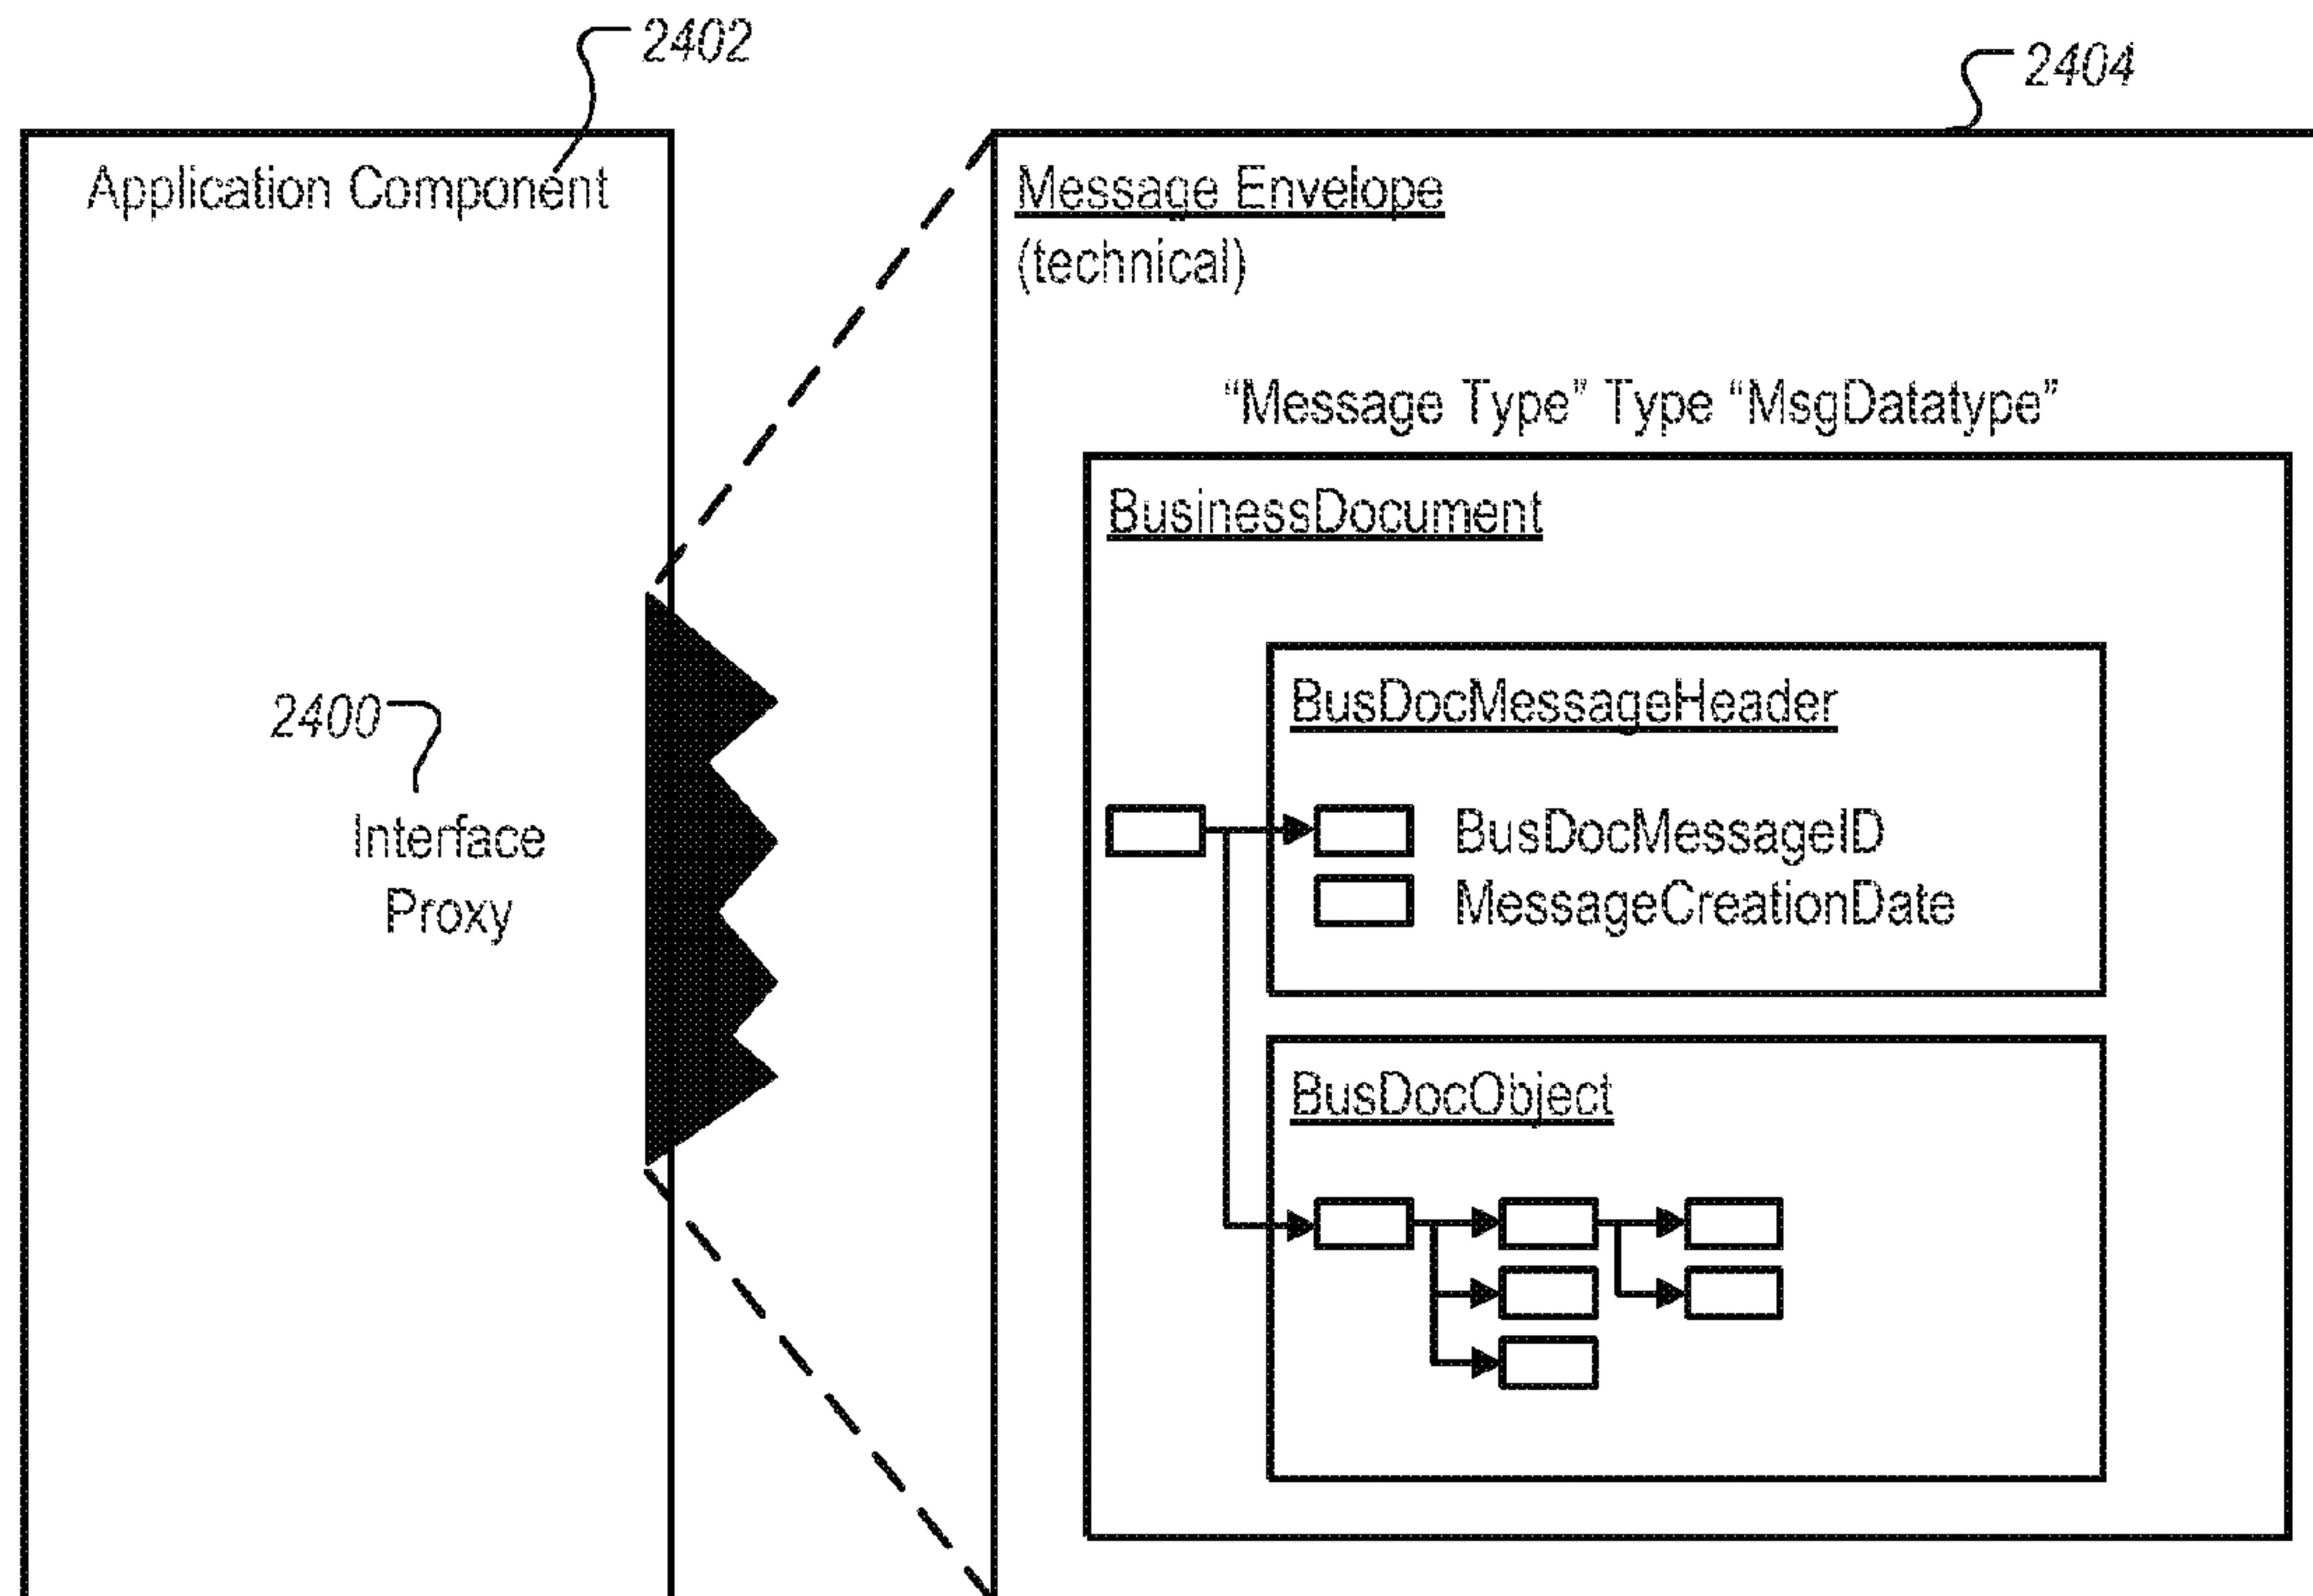 2402
2404
Application Component
Message Envelope
(technical)
“Message Type” Type “MsgDatatype”
BusinessDocument
BusDocMessageHeader
2400
Interface
Proxy
BusDocMessageID
MessageCreationDate
BusDocObject